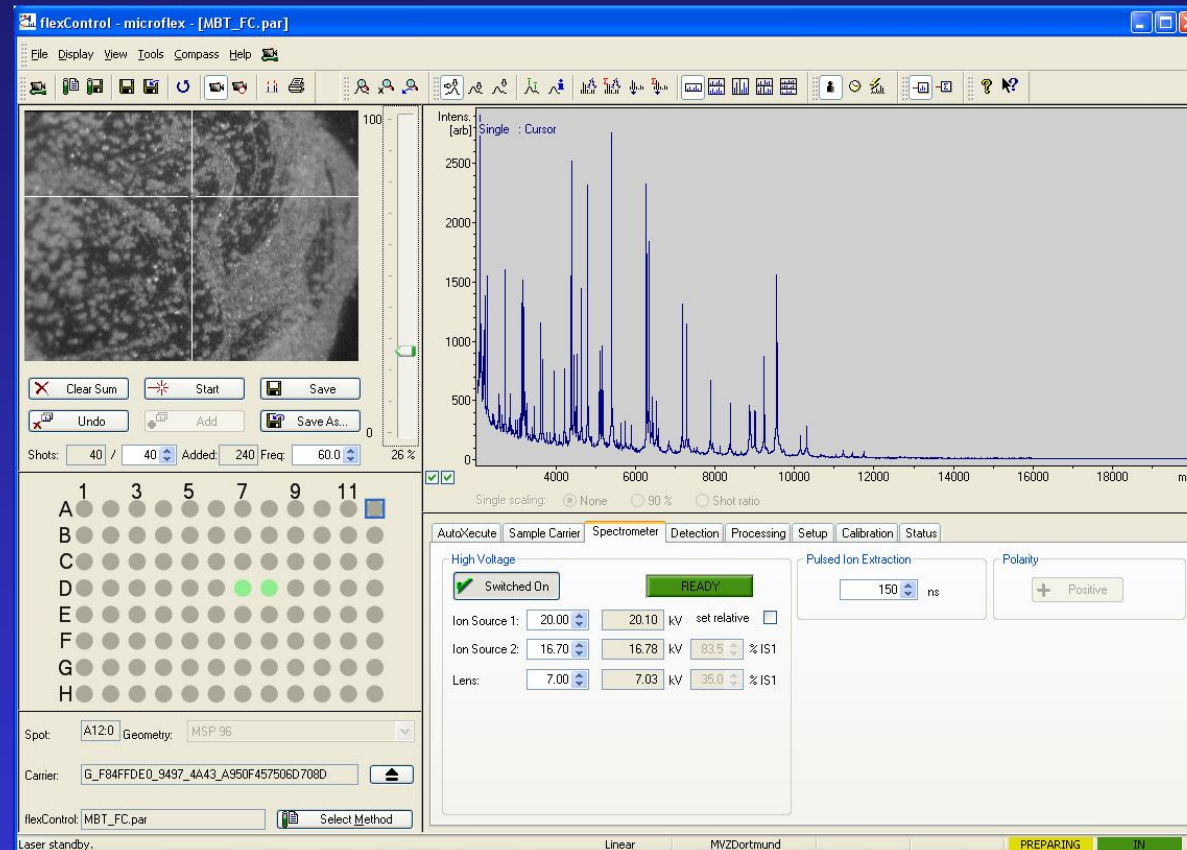 flexControl - microflex - [MBT_FC.par]
File Display View Tools Compass Help
100
0
26 %
Clear Sum Start Save
Undo Add Save As...
Shots: 40 / 40 Added: 240 Freq: 60.0
1 3 5 7 9 11
A
B
C
D
E
F
G
H
Spot: A12:0 Geometry: MSP 96
Carrier: G_F84FFDE0_9497_4A43_A950F457506D708D
flexControl: MBT_FC.par Select Method
Intens.
[arb]
Single : Cursor
2500
2000
1500
1000
500
0
4000 6000 8000 10000 12000 14000 16000 18000 m
Single scaling: None 90 % Shot ratio
AutoXecute Sample Carrier Spectrometer Detection Processing Setup Calibration Status
High Voltage
Switched On READY
Ion Source 1: 20.00 20.10 kV set relative
Ion Source 2: 16.70 16.78 kV 83.5 % IS1
Lens: 7.00 7.03 kV 35.0 % IS1
Pulsed Ion Extraction
150 ns
Polarity
Positive
Laser standby. Linear MVZDortmund PREPARING IN